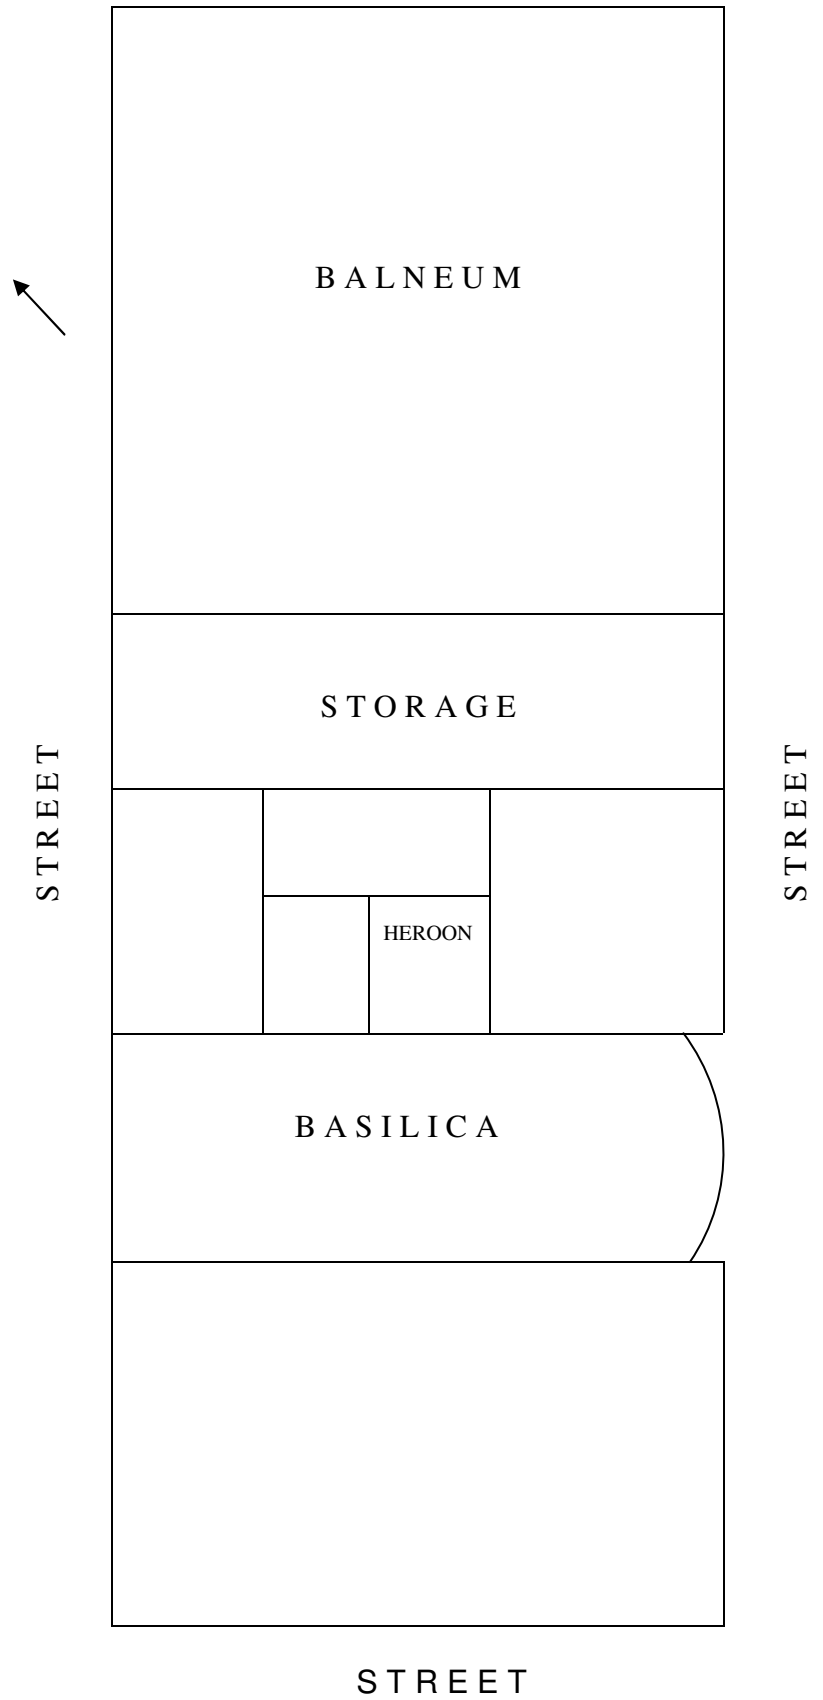 BALNEUM
STORAGE
STREET
STREET
HEROON
BASILICA
STREET